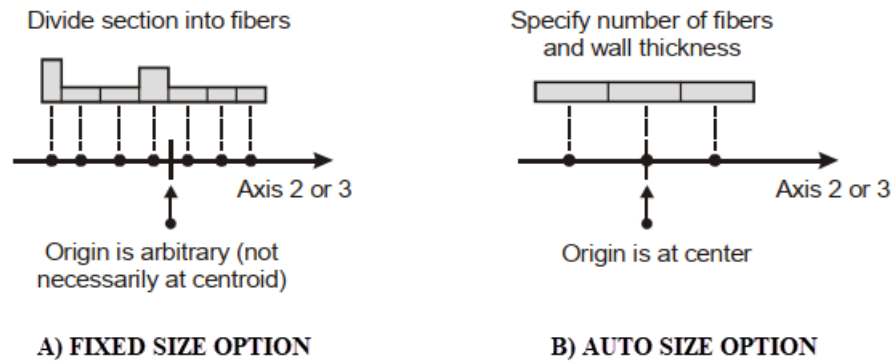 Divide section into fibers
Axis 2 or 3
Origin is arbitrary (not
necessarily at centroid)
A) FIXED SIZE OPTION
Specify number of fibers
and wall thickness
Axis 2 or 3
Origin is at center
B) AUTO SIZE OPTION